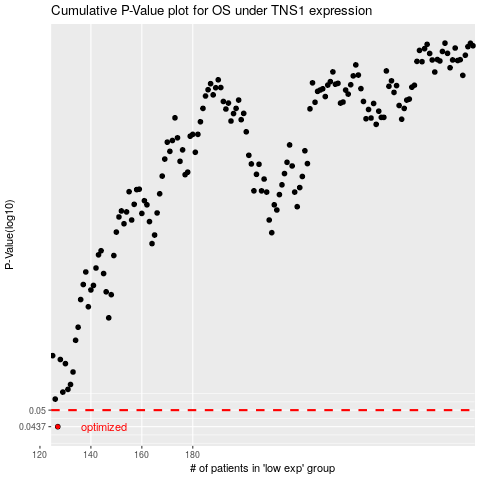 Cumulative P-Value plot for OS under TNS1 expression
P-Value(log10)
0.05
0.0437
optimized
120
140
160
180
# of patients in 'low exp' group